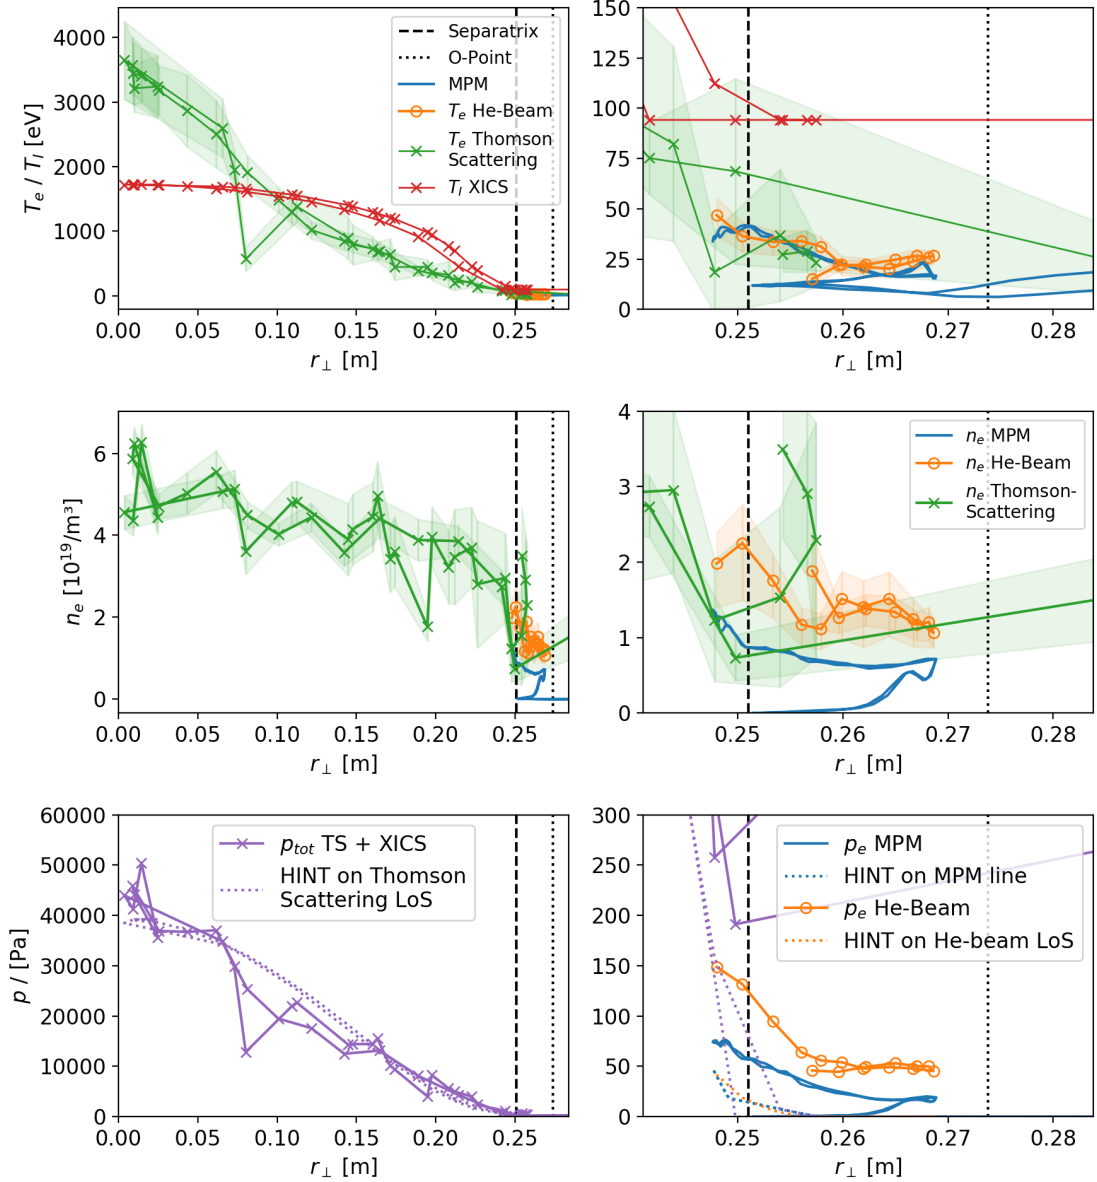 4000
3000
2000
1000
0
T_e / T_I [eV]
Separatrix
O-Point
MPM
T_e He-Beam
T_e Thomson
Scattering
T_I XICS
0.00 0.05 0.10 0.15 0.20 0.25
r⊥ [m]
150
125
100
75
50
25
0
0.25 0.26 0.27 0.28
r⊥ [m]
6
4
2
0
n_e [10^19/m³]
0.00 0.05 0.10 0.15 0.20 0.25
r⊥ [m]
4
3
2
1
0
n_e MPM
n_e He-Beam
n_e Thomson-
Scattering
0.25 0.26 0.27 0.28
r⊥ [m]
60000
50000
40000
30000
20000
10000
0
p / [Pa]
p_tot TS + XICS
HINT on Thomson
Scattering LoS
0.00 0.05 0.10 0.15 0.20 0.25
r⊥ [m]
300
250
200
150
100
50
0
p_e MPM
HINT on MPM line
p_e He-Beam
HINT on He-beam LoS
0.25 0.26 0.27 0.28
r⊥ [m]